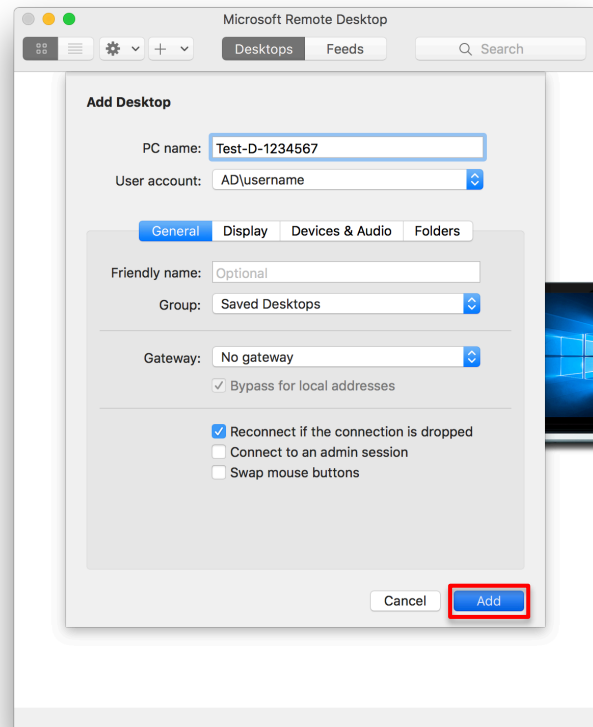 Microsoft Remote Desktop
Desktops Feeds Search
Add Desktop
PC name: Test-D-1234567
User account: AD\username
General Display Devices & Audio Folders
Friendly name: Optional
Group: Saved Desktops
Gateway: No gateway
Bypass for local addresses
Reconnect if the connection is dropped
Connect to an admin session
Swap mouse buttons
Cancel Add